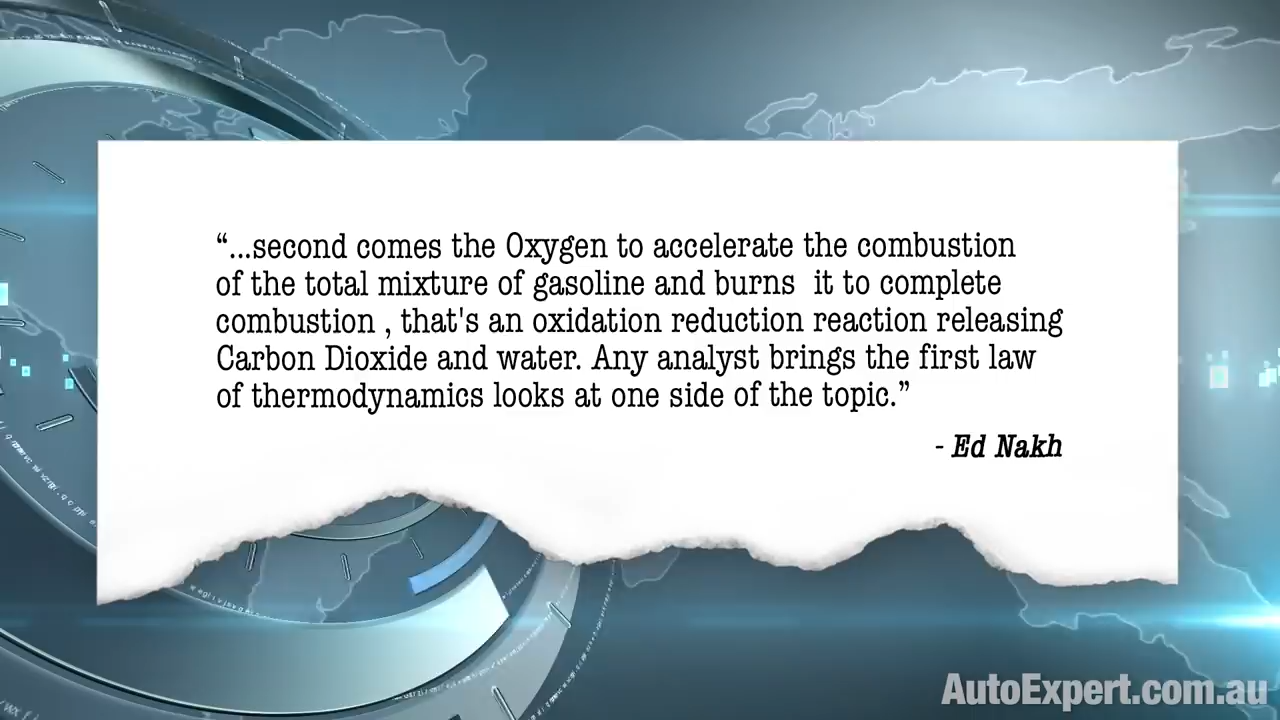 “...second comes the Oxygen to accelerate the combustion
of the total mixture of gasoline and burns  it to complete
combustion , that's an oxidation reduction reaction releasing
Carbon Dioxide and water. Any analyst brings the first law
of thermodynamics looks at one side of the topic.”
- Ed Nakh
AutoExpert.com.au